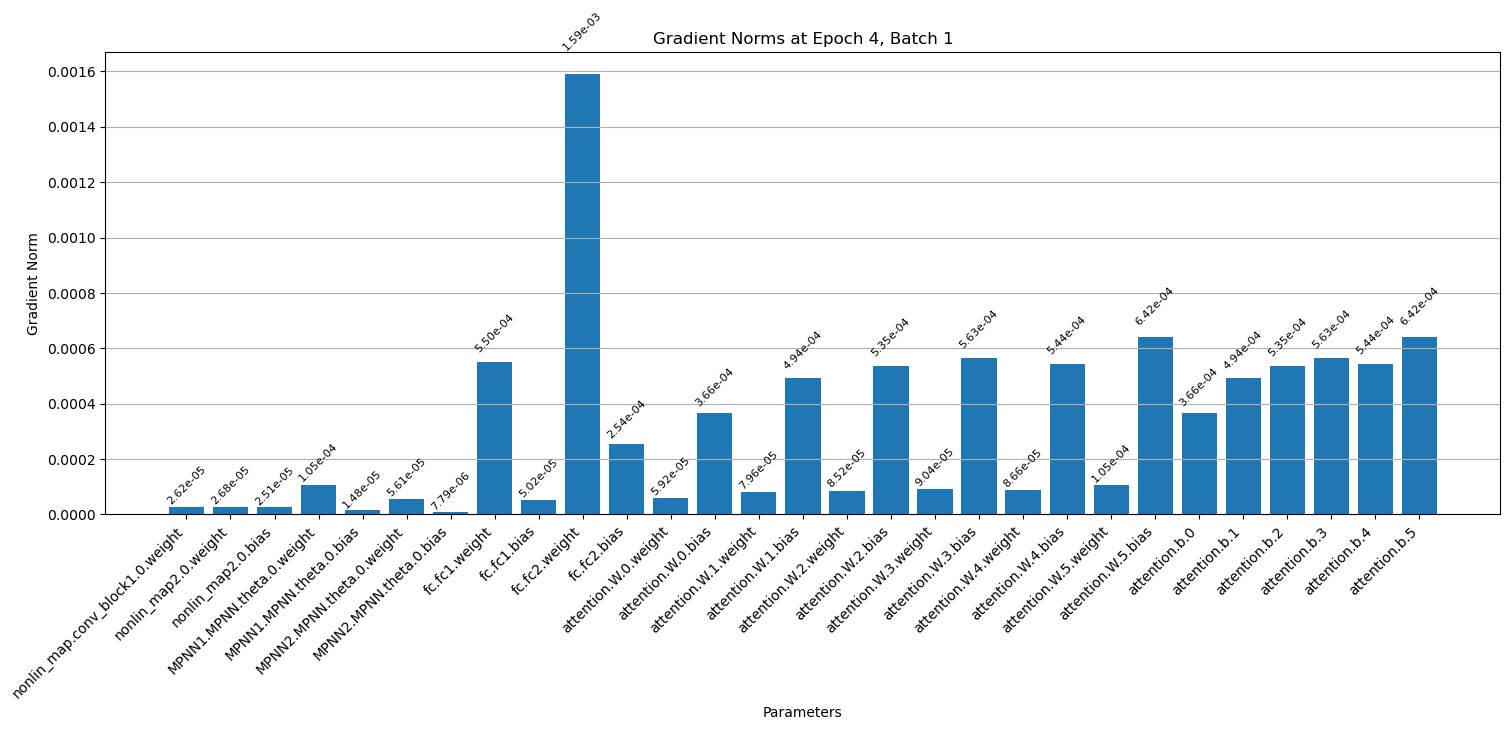 Gradient Norms at Epoch 4, Batch 1
Gradient Norm
0.0016
0.0014
0.0012
0.0010
0.0008
0.0006
0.0004
0.0002
0.0000
2.62e-05
2.68e-05
2.51e-05
1.05e-04
1.48e-05
5.61e-05
7.79e-06
5.50e-04
5.02e-05
1.59e-03
2.54e-04
5.92e-05
3.66e-04
7.96e-05
4.94e-04
8.52e-05
5.35e-04
9.04e-05
5.63e-04
8.66e-05
5.44e-04
1.05e-04
6.42e-04
3.66e-04
4.94e-04
5.35e-04
5.63e-04
5.44e-04
6.42e-04
nonlin_map.conv_block1.0.weight
nonlin_map2.0.weight
nonlin_map2.0.bias
MPNN1.MPNN.theta.0.weight
MPNN1.MPNN.theta.0.bias
MPNN2.MPNN.theta.0.weight
MPNN2.MPNN.theta.0.bias
fc.fc1.weight
fc.fc1.bias
fc.fc2.weight
fc.fc2.bias
attention.W.0.weight
attention.W.0.bias
attention.W.1.weight
attention.W.1.bias
attention.W.2.weight
attention.W.2.bias
attention.W.3.weight
attention.W.3.bias
attention.W.4.weight
attention.W.4.bias
attention.W.5.weight
attention.W.5.bias
attention.b.0
attention.b.1
attention.b.2
attention.b.3
attention.b.4
attention.b.5
Parameters